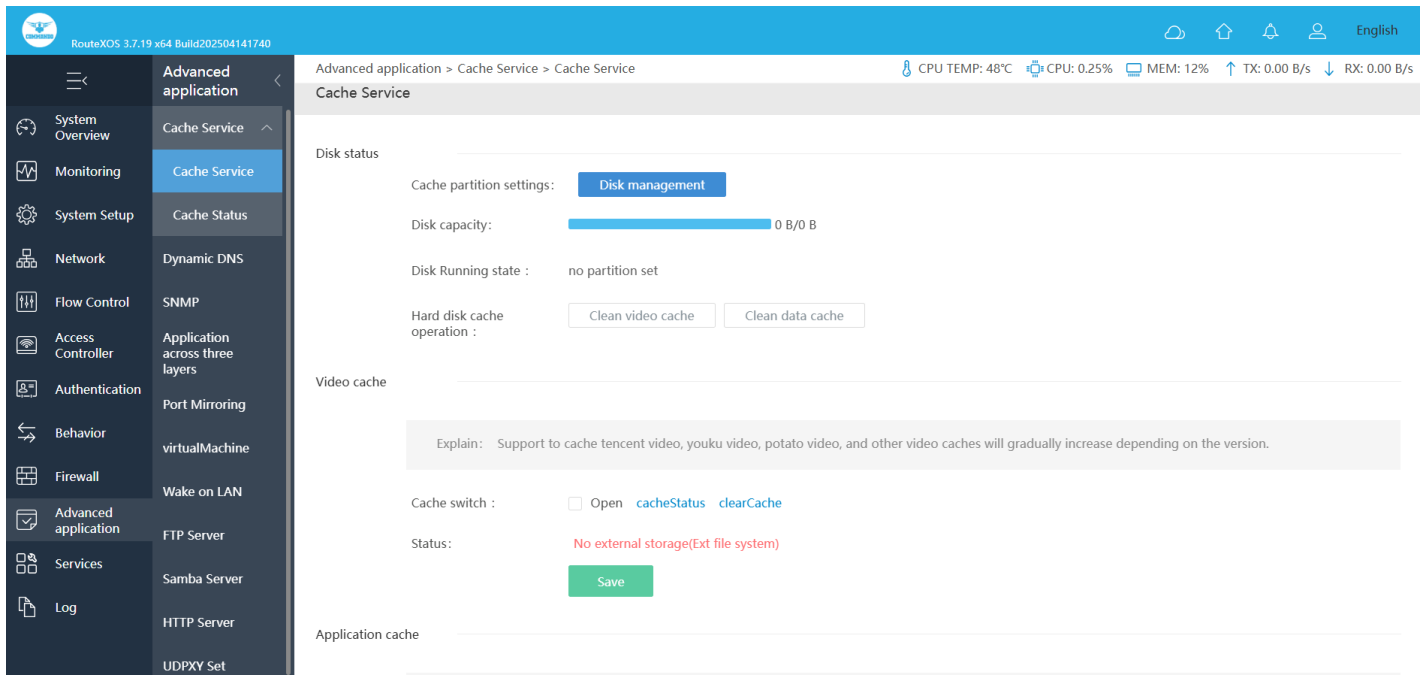 COMMANDO
RouteXOS 3.7.19 x64 Build202504141740
English
Advanced application
Advanced application > Cache Service > Cache Service
CPU TEMP: 48℃ CPU: 0.25% MEM: 12% TX: 0.00 B/s RX: 0.00 B/s
System Overview
Monitoring
System Setup
Network
Flow Control
Access Controller
Authentication
Behavior
Firewall
Advanced application
Services
Log
Cache Service
Cache Service
Cache Status
Dynamic DNS
SNMP
Application across three layers
Port Mirroring
virtualMachine
Wake on LAN
FTP Server
Samba Server
HTTP Server
UDPXY Set
Cache Service
Disk status
Cache partition settings: Disk management
Disk capacity: 0 B/0 B
Disk Running state : no partition set
Hard disk cache operation : Clean video cache Clean data cache
Video cache
Explain: Support to cache tencent video, youku video, potato video, and other video caches will gradually increase depending on the version.
Cache switch : Open cacheStatus clearCache
Status: No external storage(Ext file system)
Save
Application cache